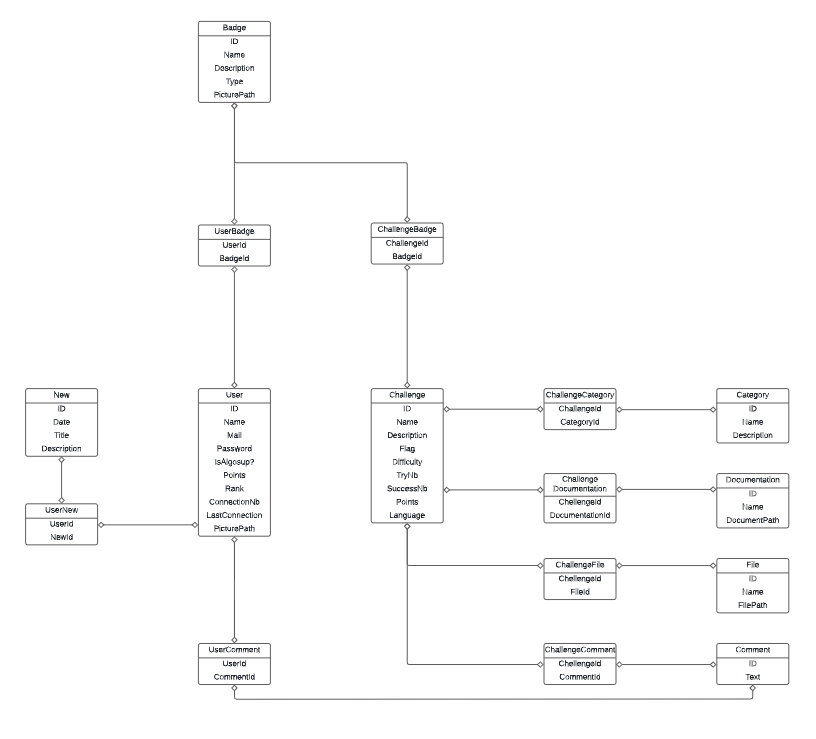 Badge
ID
Name
Description
Type
PicturePath
UserBadge
UserId
BadgeId
ChallengeBadge
ChallengeId
BadgeId
New
ID
Date
Title
Description
UserNew
UserId
NewId
User
ID
Name
Mail
Password
IsAlgosup?
Points
Rank
ConnectionNb
LastConnection
PicturePath
Challenge
ID
Name
Description
Flag
Difficulty
TryNb
SuccessNb
Points
Language
ChallengeCategory
ChallengeId
CategoryId
Category
ID
Name
Description
Challenge
Documentation
ChellengeId
DocumentationId
Documentation
ID
Name
DocumentPath
ChallengeFile
ChellengeId
FileId
File
ID
Name
FilePath
UserComment
UserId
CommentId
ChallengeComment
ChellengeId
CommentId
Comment
ID
Text